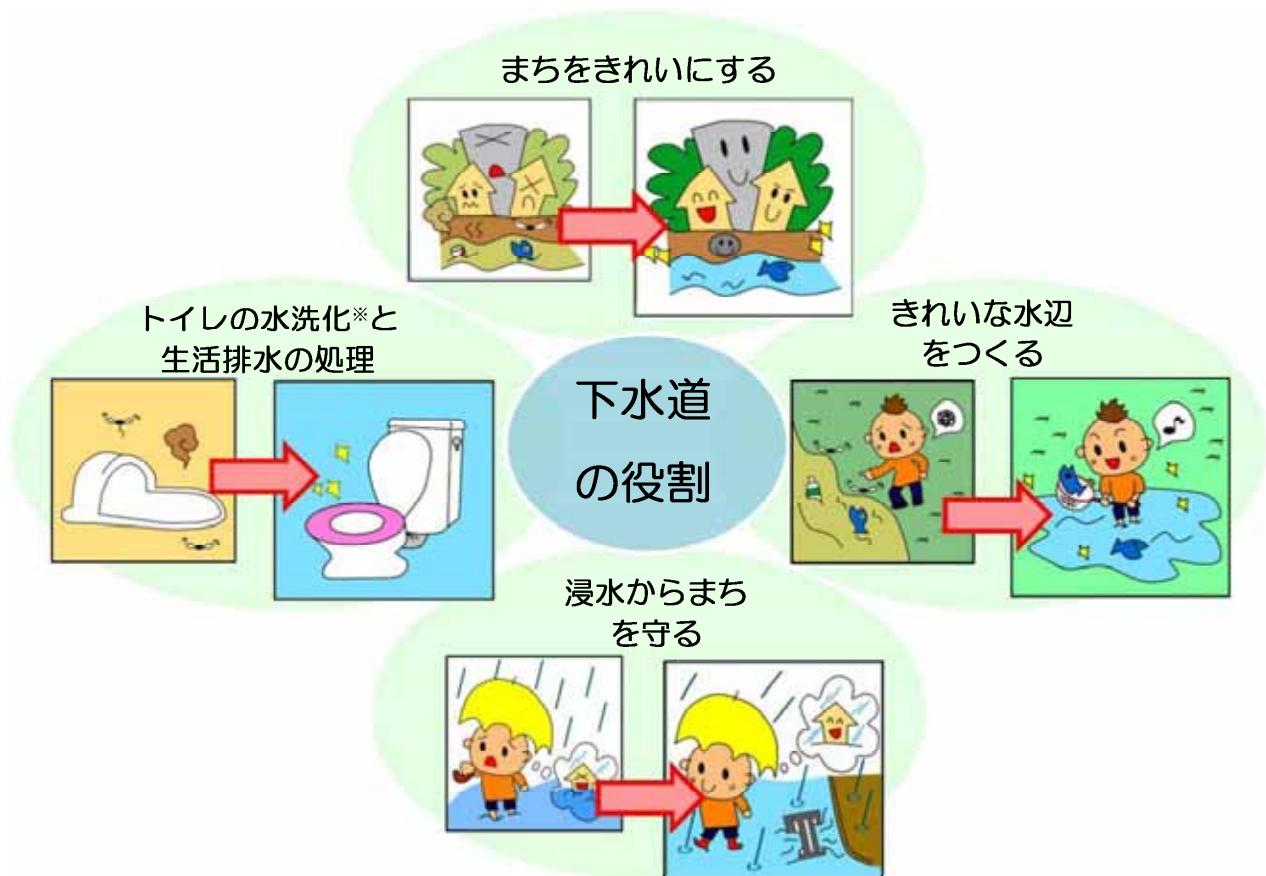 まちをきれいにする
トイレの水洗化※と
生活排水の処理
きれいな水辺
をつくる
下水道
の役割
浸水からまち
を守る